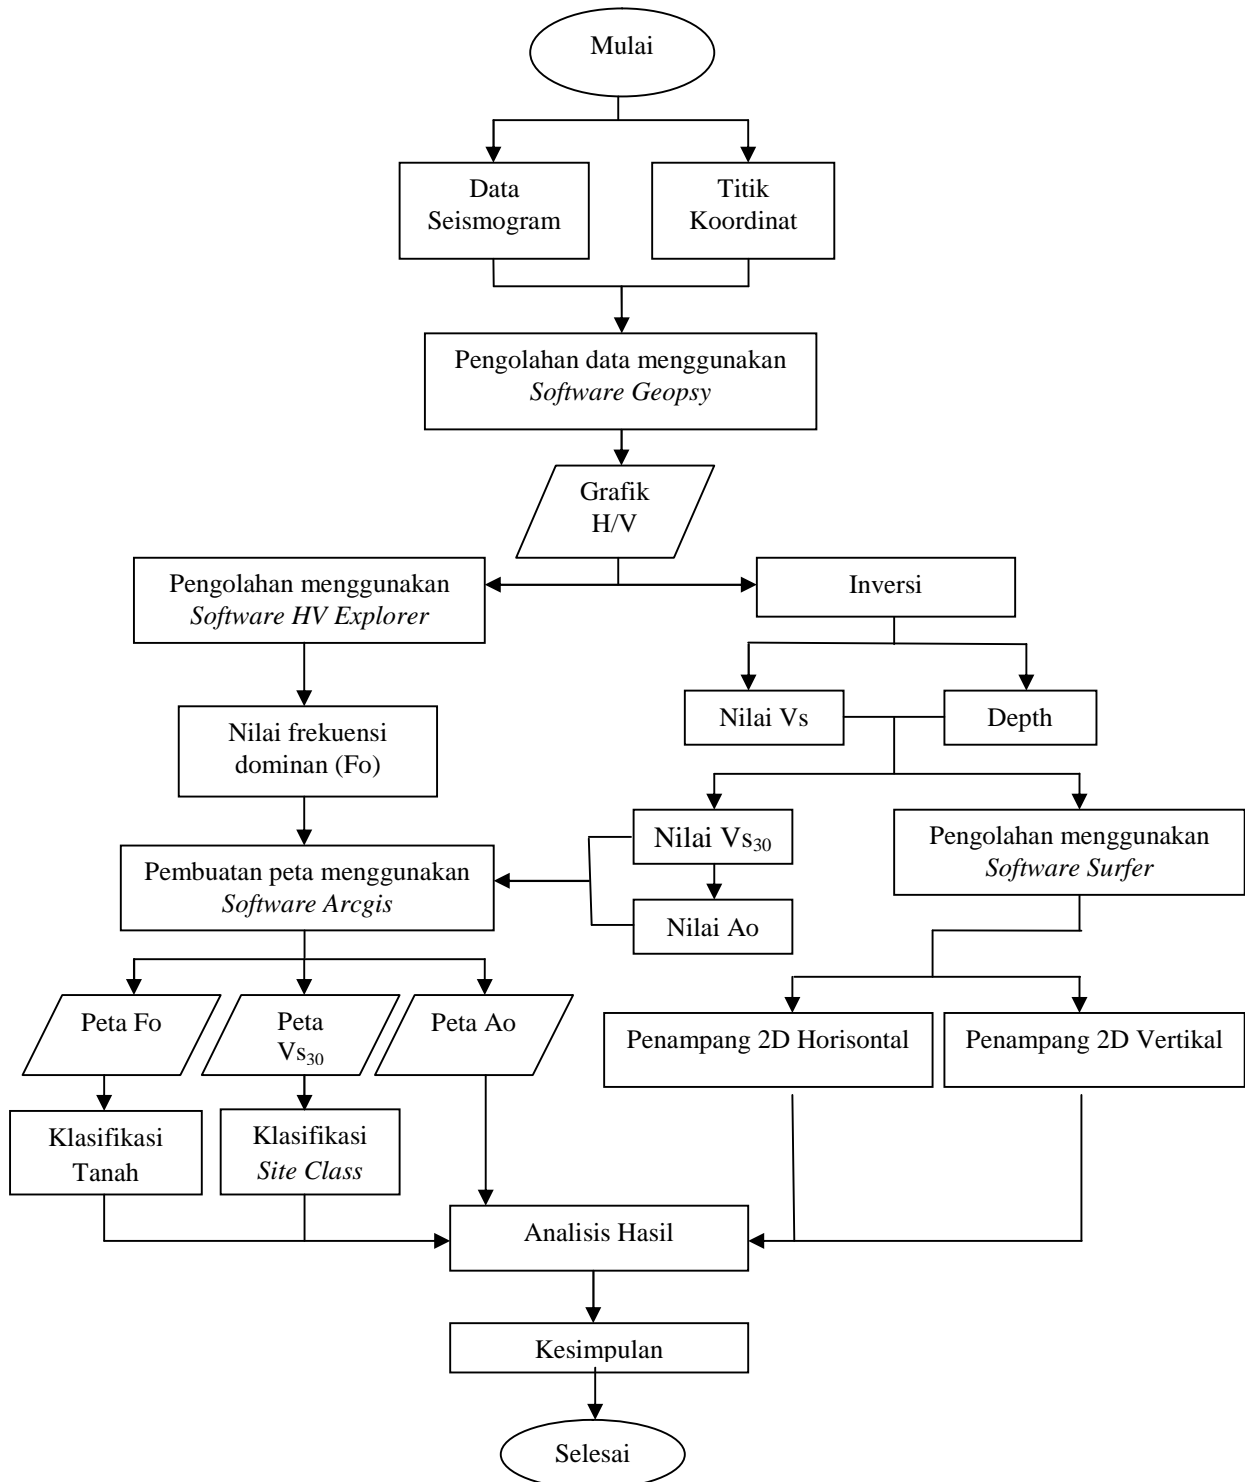 Mulai
Data
Seismogram
Titik
Koordinat
Pengolahan data menggunakan
Software Geopsy
Grafik
H/V
Pengolahan menggunakan
Software HV Explorer
Inversi
Nilai Vs
Depth
Nilai frekuensi
dominan (Fo)
Nilai Vs₃₀
Pengolahan menggunakan
Software Surfer
Pembuatan peta menggunakan
Software Arcgis
Nilai Ao
Peta Fo
Peta
Vs₃₀
Peta Ao
Penampang 2D Horisontal
Penampang 2D Vertikal
Klasifikasi
Tanah
Klasifikasi
Site Class
Analisis Hasil
Kesimpulan
Selesai